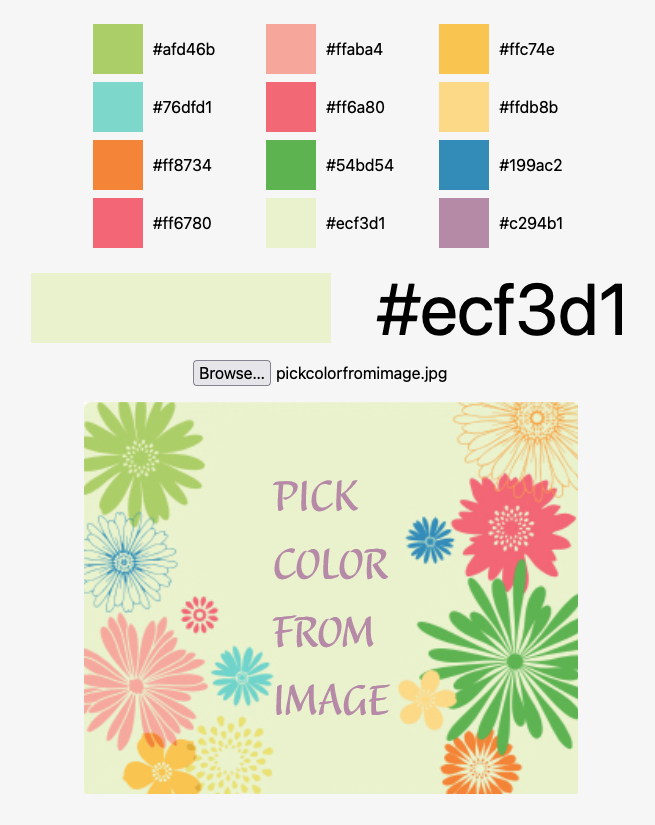 #afd46b #ffaba4 #ffc74e
#76dfd1 #ff6a80 #ffdb8b
#ff8734 #54bd54 #199ac2
#ff6780 #ecf3d1 #c294b1
#ecf3d1
Browse... pickcolorfromimage.jpg
PICK
COLOR
FROM
IMAGE